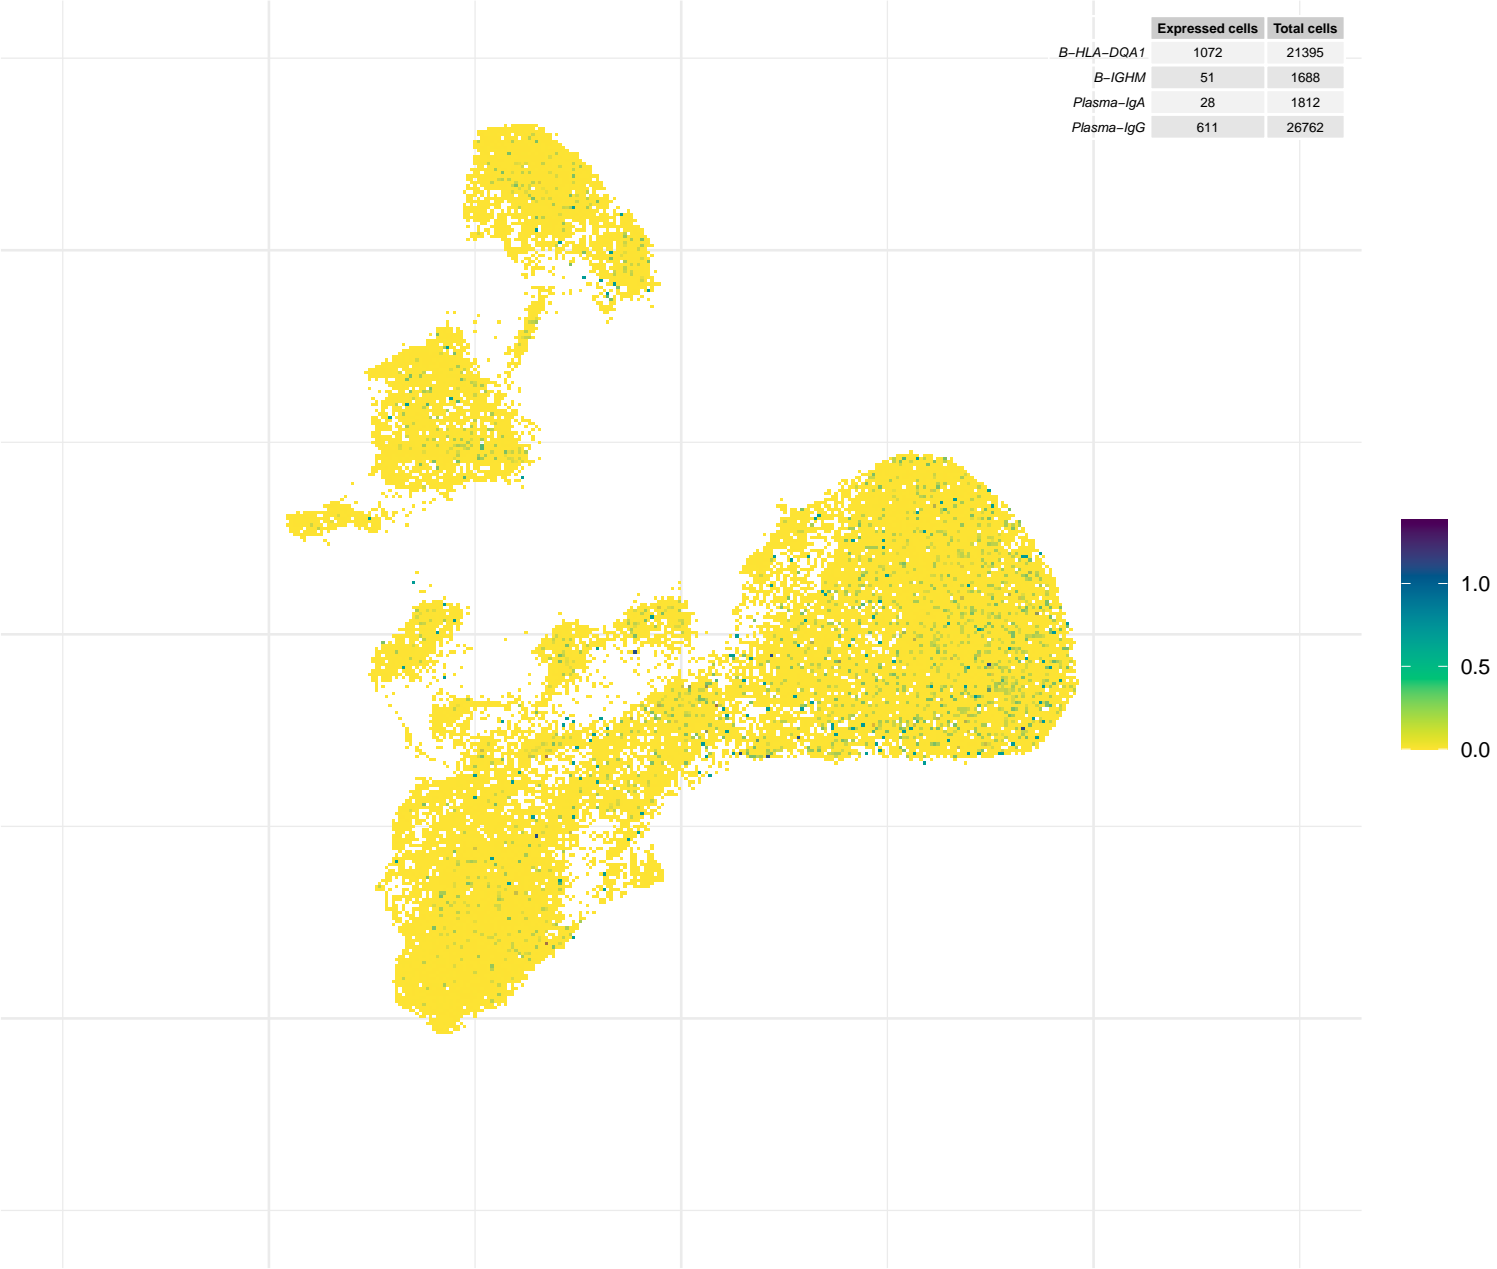 Expressed cells Total cells
B−HLA−DQA1 1072 21395
B−IGHM 51 1688
Plasma−IgA 28 1812
Plasma−IgG 611 26762
1.0
0.5
0.0